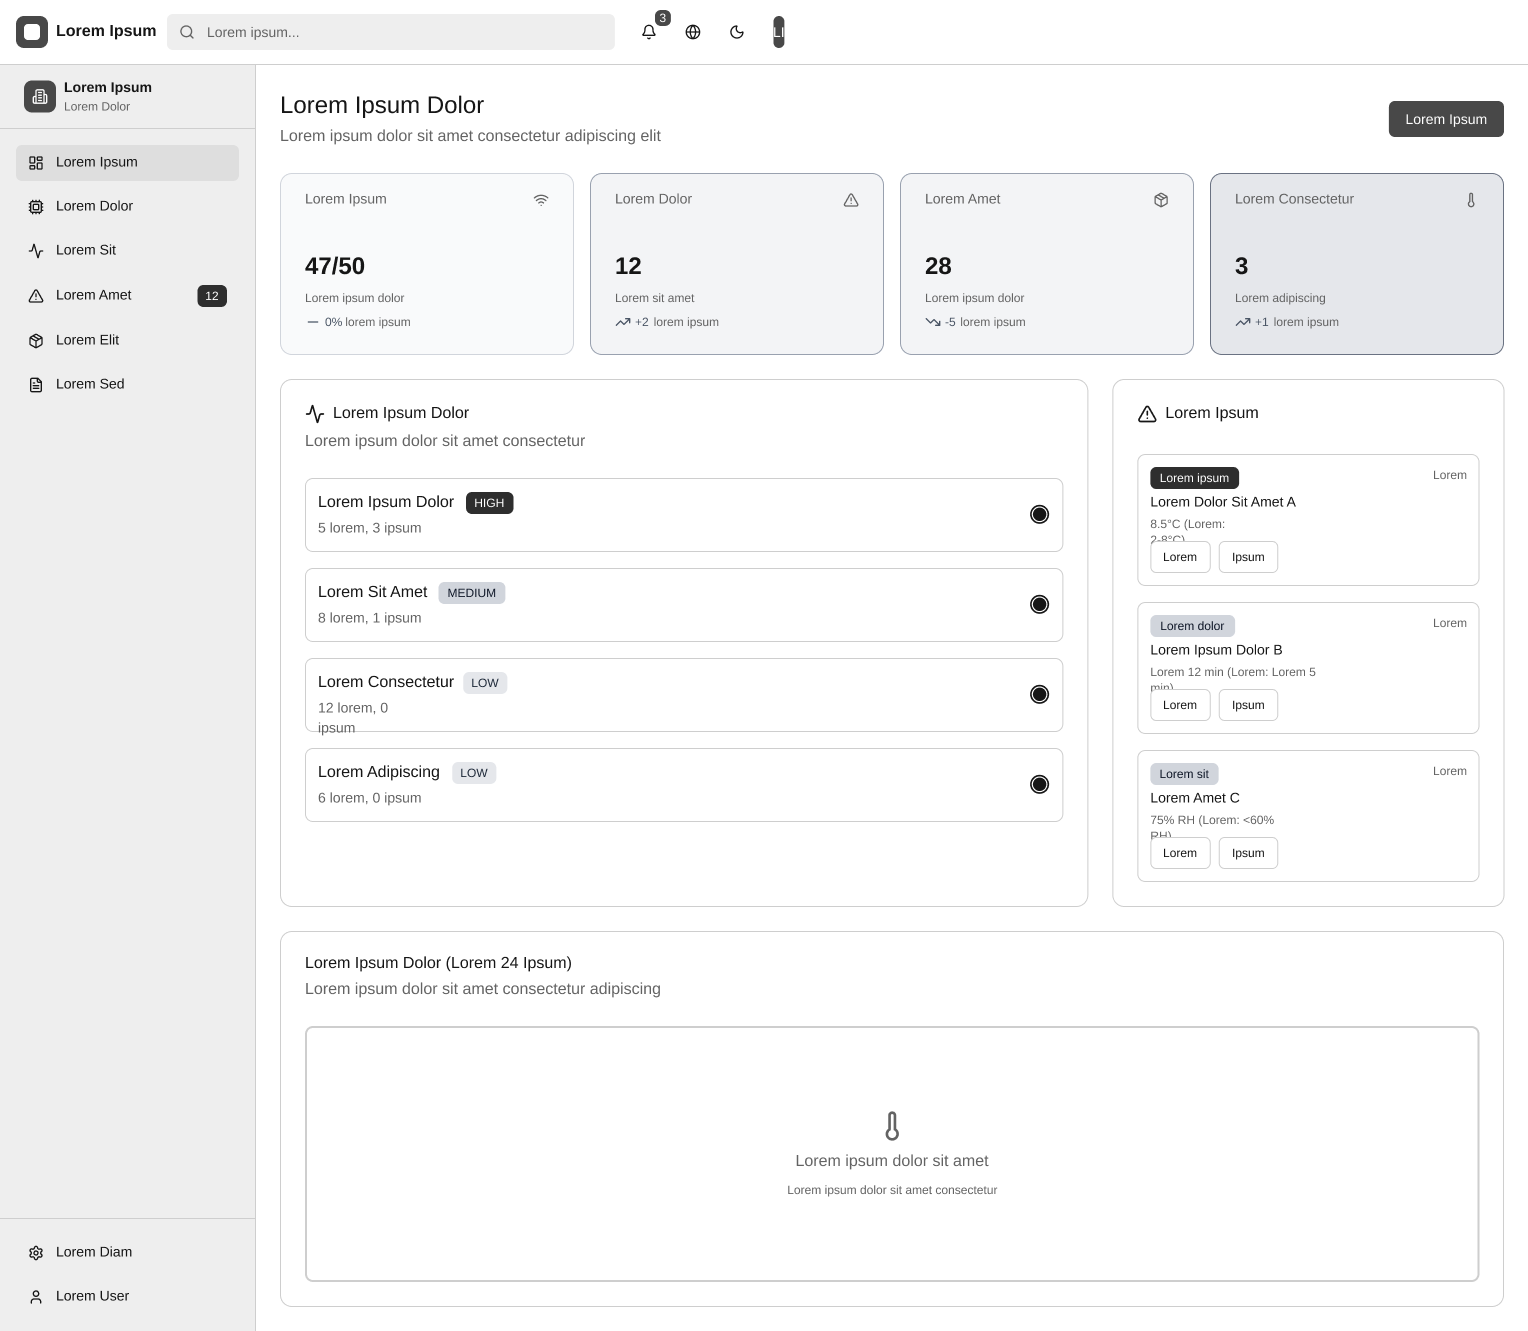 Lorem Ipsum
Lorem ipsum...
3
LI
Lorem Ipsum
Lorem Dolor
Lorem Ipsum
Lorem Dolor
Lorem Sit
Lorem Amet
12
Lorem Elit
Lorem Sed
Lorem Diam
Lorem User
Lorem Ipsum Dolor
Lorem ipsum dolor sit amet consectetur adipiscing elit
Lorem Ipsum
Lorem Ipsum
47/50
Lorem ipsum dolor
0% lorem ipsum
Lorem Dolor
12
Lorem sit amet
+2 lorem ipsum
Lorem Amet
28
Lorem ipsum dolor
-5 lorem ipsum
Lorem Consectetur
3
Lorem adipiscing
+1 lorem ipsum
Lorem Ipsum Dolor
Lorem ipsum dolor sit amet consectetur
Lorem Ipsum Dolor HIGH
5 lorem, 3 ipsum
Lorem Sit Amet MEDIUM
8 lorem, 1 ipsum
Lorem Consectetur LOW
12 lorem, 0
ipsum
Lorem Adipiscing LOW
6 lorem, 0 ipsum
Lorem Ipsum
Lorem ipsum
Lorem
Lorem Dolor Sit Amet A
8.5°C (Lorem:
2-8°C)
Lorem
Ipsum
Lorem dolor
Lorem
Lorem Ipsum Dolor B
Lorem 12 min (Lorem: Lorem 5
min)
Lorem
Ipsum
Lorem sit
Lorem
Lorem Amet C
75% RH (Lorem: <60%
RH)
Lorem
Ipsum
Lorem Ipsum Dolor (Lorem 24 Ipsum)
Lorem ipsum dolor sit amet consectetur adipiscing
Lorem ipsum dolor sit amet
Lorem ipsum dolor sit amet consectetur